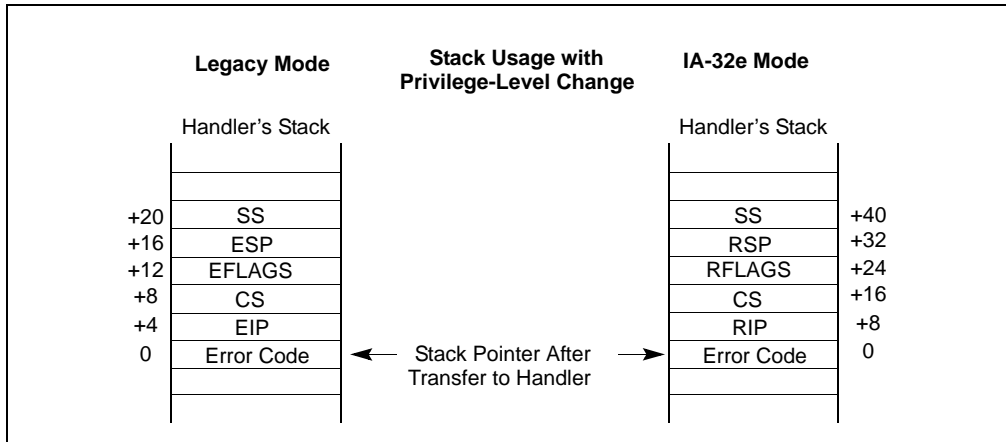 Legacy Mode
Stack Usage with
Privilege-Level Change
IA-32e Mode
Handler's Stack
Handler's Stack
+20 SS
+16 ESP
+12 EFLAGS
+8 CS
+4 EIP
0 Error Code
Stack Pointer After
Transfer to Handler
SS +40
RSP +32
RFLAGS +24
CS +16
RIP +8
Error Code 0